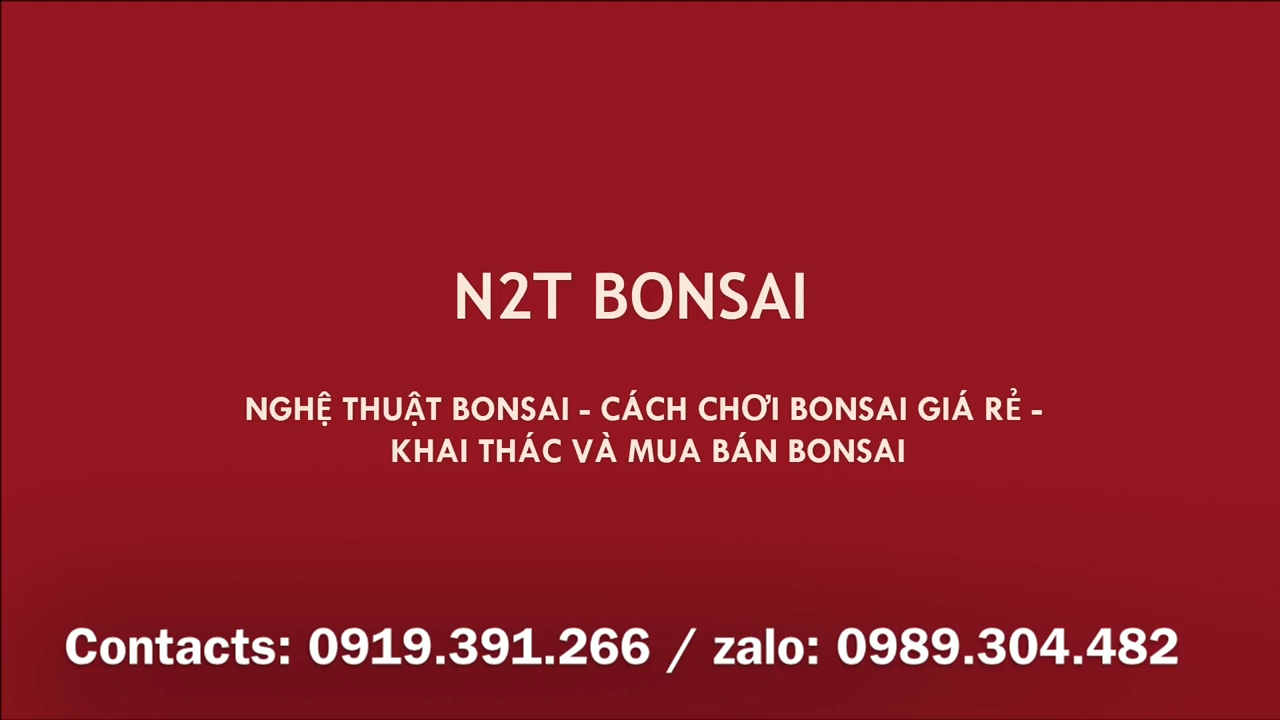 N2T BONSAI
NGHỆ THUẬT BONSAI - CÁCH CHƠI BONSAI GIÁ RẺ -
KHAI THÁC VÀ MUA BÁN BONSAI
Contacts: 0919.391.266 / zalo: 0989.304.482